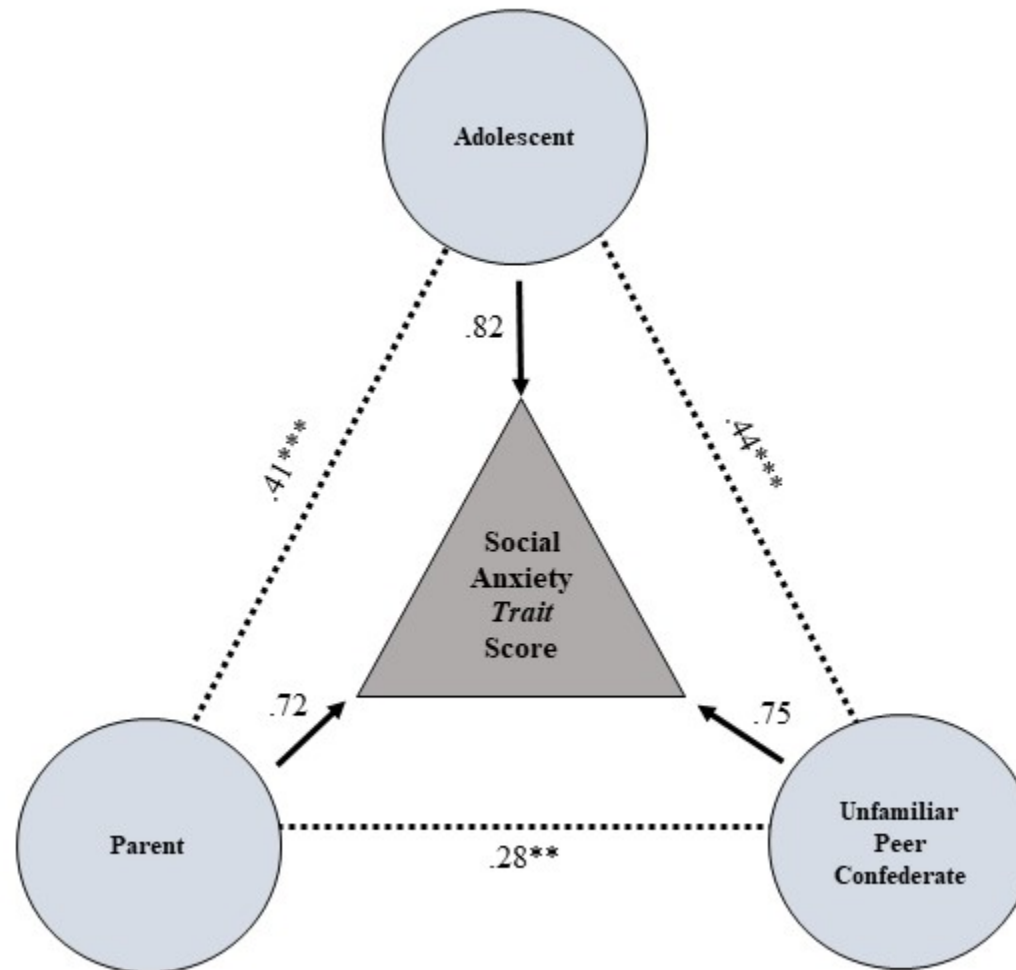 Adolescent
.82
.41***
.44***
Social
Anxiety
Trait
Score
.72
.75
Parent
Unfamiliar
Peer
Confederate
.28**